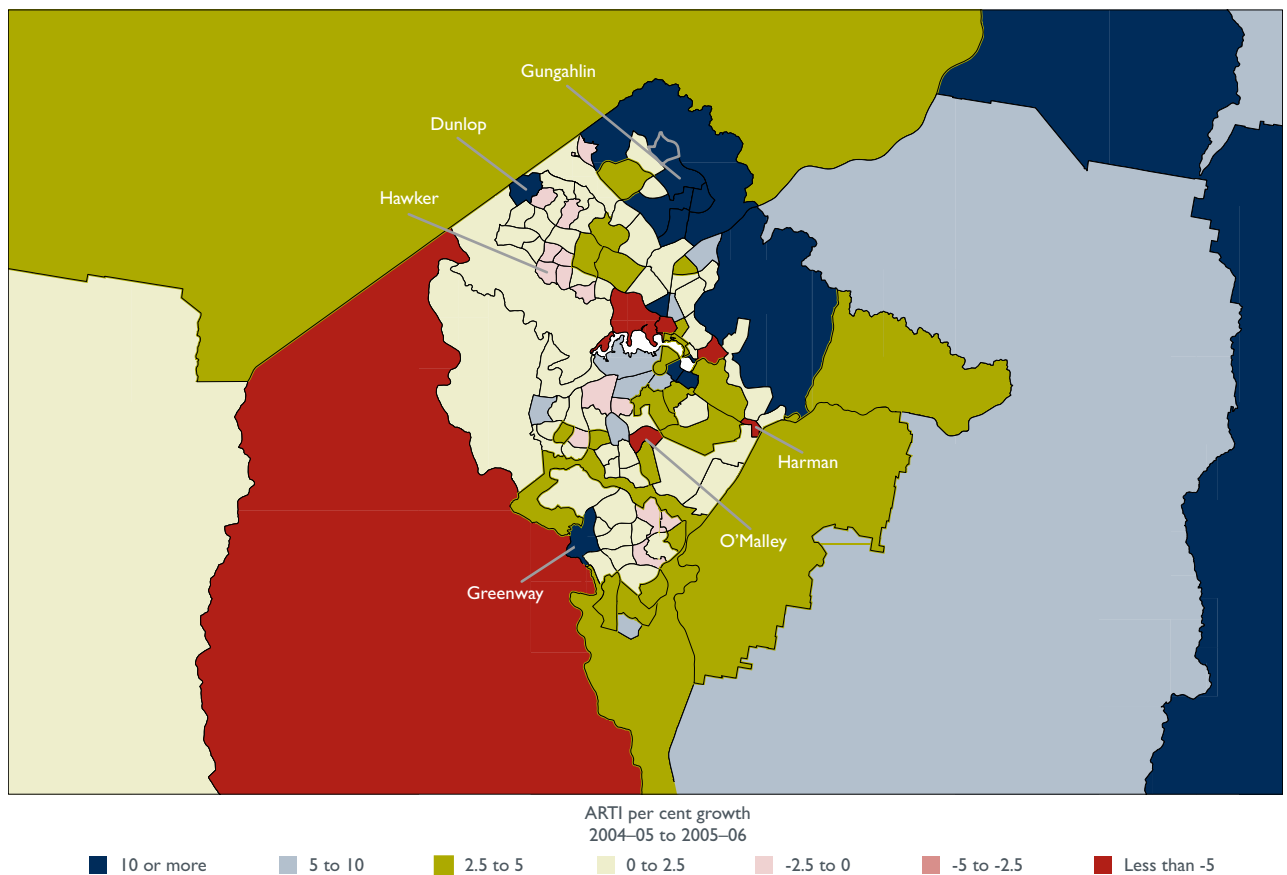 Gungahlin
Dunlop
Hawker
Harman
O’Malley
Greenway
ARTI per cent growth
2004–05 to 2005–06
10 or more 5 to 10 2.5 to 5 0 to 2.5 -2.5 to 0 -5 to -2.5 Less than -5